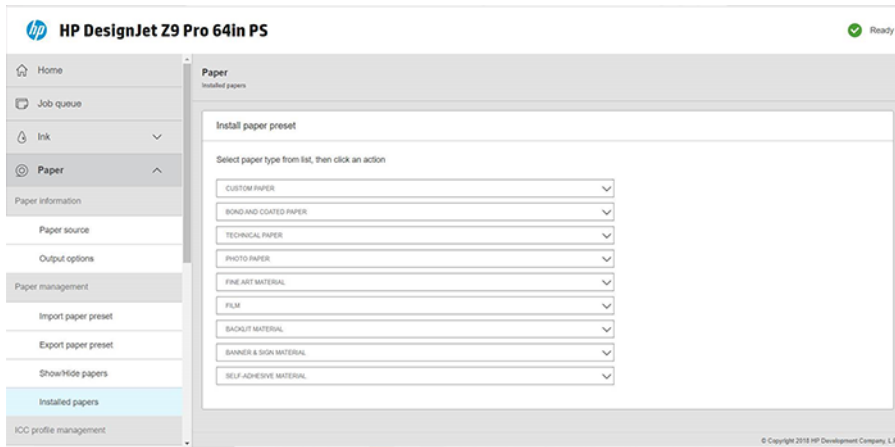 hp
HP DesignJet Z9 Pro 64in PS
Ready
Home
Job queue
Ink
Paper
Paper information
Paper source
Output options
Paper management
Import paper preset
Export paper preset
Show/Hide papers
Installed papers
ICC profile management
Paper
Installed papers
Install paper preset
Select paper type from list, then click an action
CUSTOM PAPER
BOND AND COATED PAPER
TECHNICAL PAPER
PHOTO PAPER
FINE ART MATERIAL
FILM
BACKLIT MATERIAL
BANNER & SIGN MATERIAL
SELF-ADHESIVE MATERIAL
© Copyright 2018 HP Development Company, L.